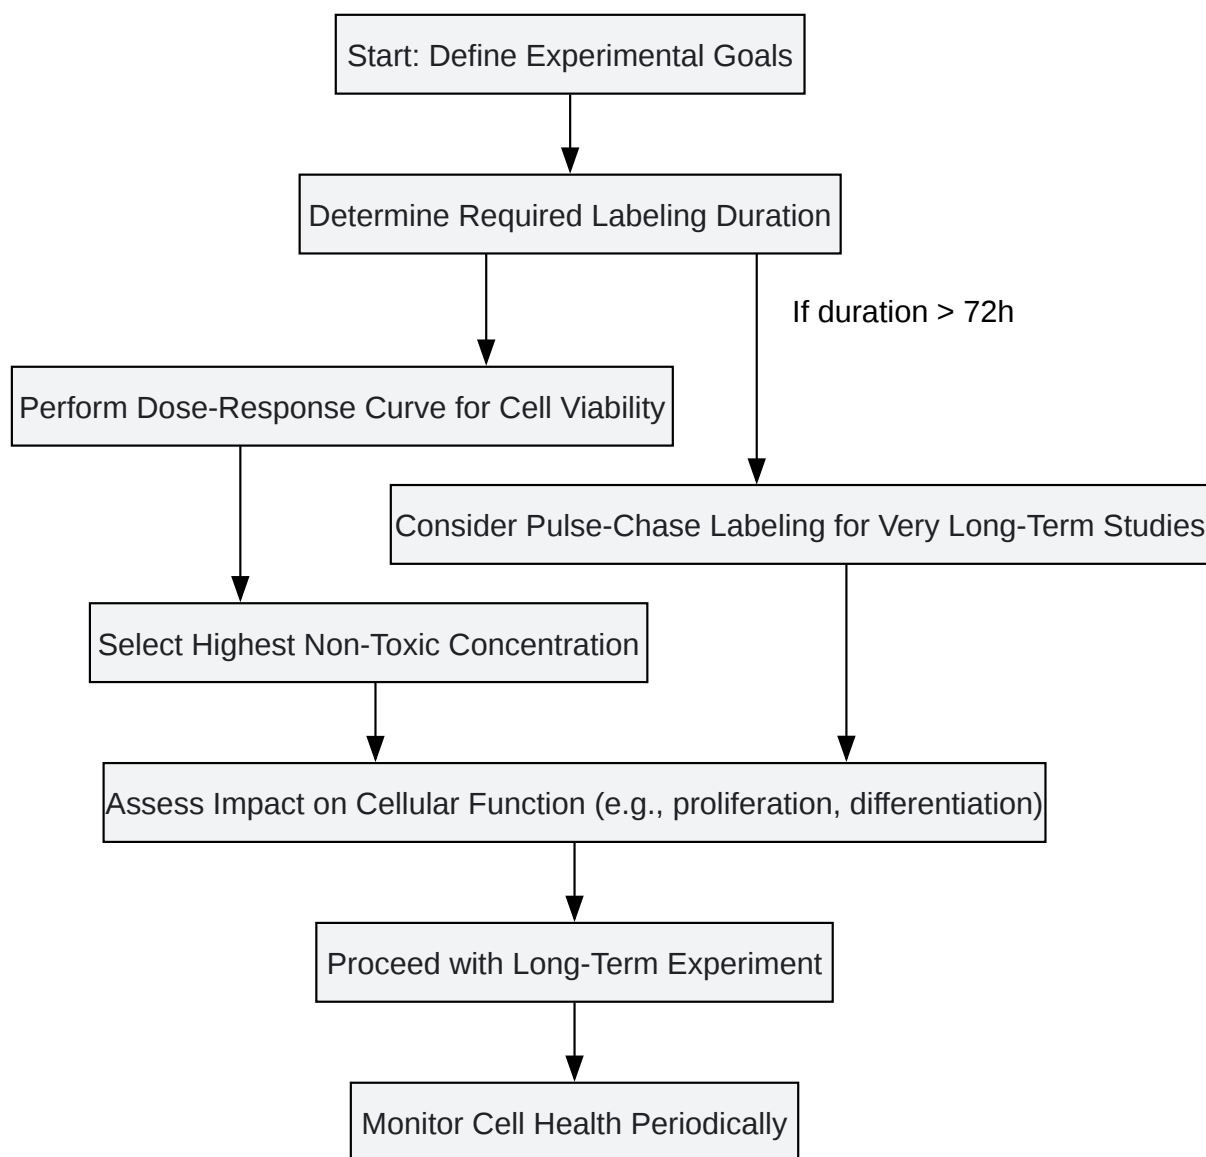 Start: Define Experimental Goals
Determine Required Labeling Duration
If duration > 72h
Perform Dose-Response Curve for Cell Viability
Consider Pulse-Chase Labeling for Very Long-Term Studies
Select Highest Non-Toxic Concentration
Assess Impact on Cellular Function (e.g., proliferation, differentiation)
Proceed with Long-Term Experiment
Monitor Cell Health Periodically